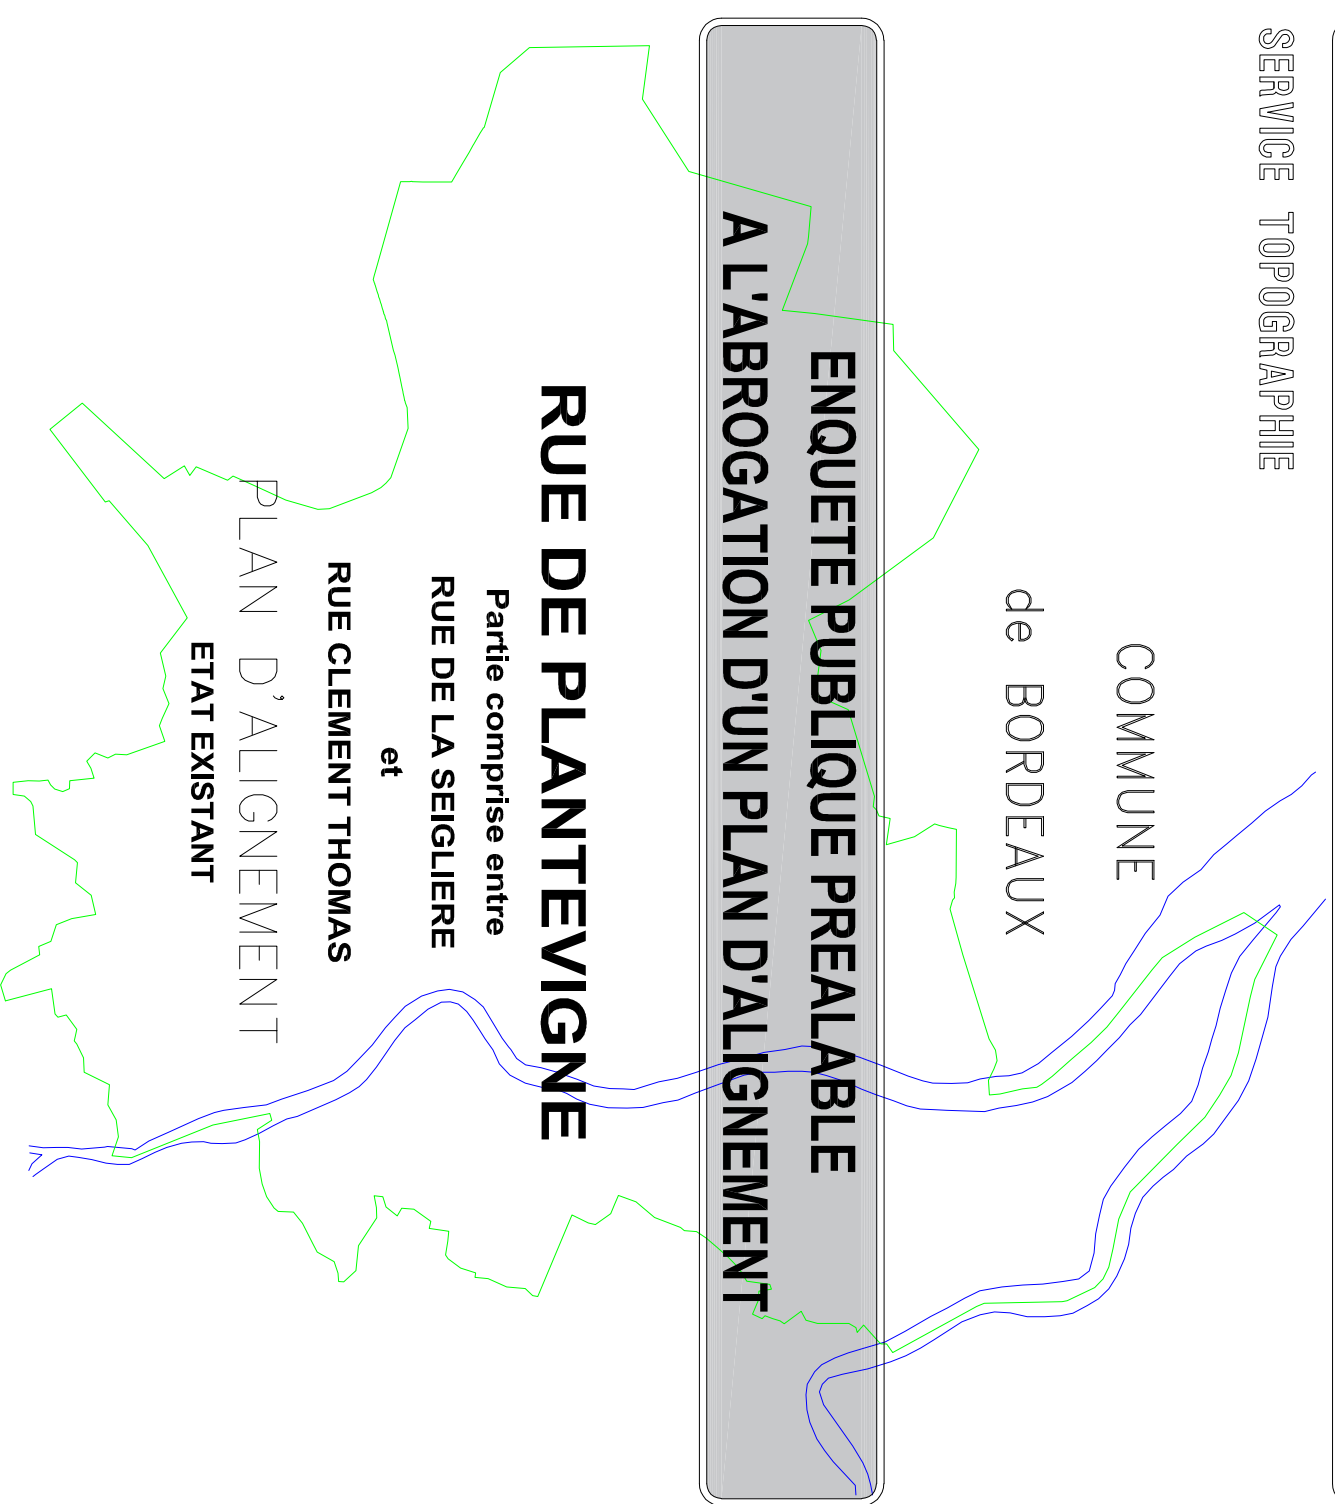 SERVICE TOPOGRAPHIE
COMMUNE
de BORDEAUX
ENQUETE PUBLIQUE PREALABLE
A L'ABROGATION D'UN PLAN D'ALIGNEMENT
RUE DE PLANTEVIGNE
Partie comprise entre
RUE DE LA SEIGLIERE
et
RUE CLEMENT THOMAS
PLAN D'ALIGNEMENT
ETAT EXISTANT